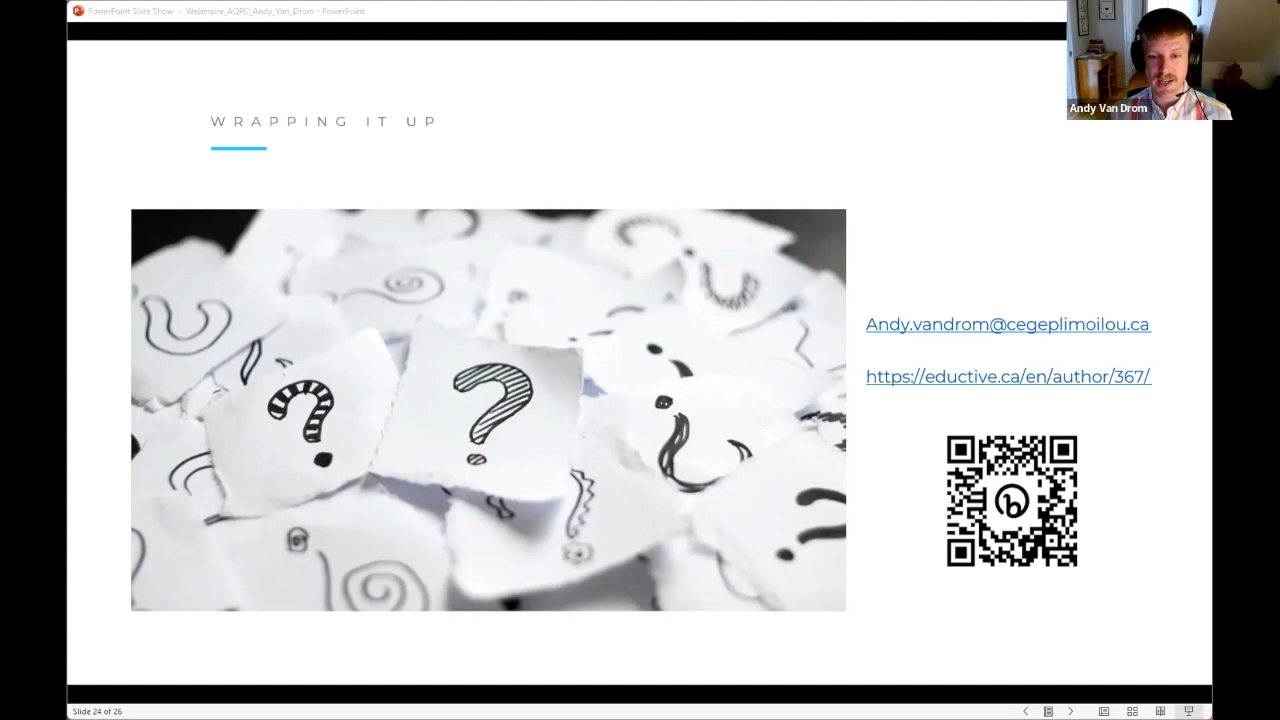 PowerPoint Slide Show - Webinaire_AQPC_Andy_Van_Drom - PowerPoint
Andy Van Drom
WRAPPING IT UP
Andy.vandrom@cegeplimoilou.ca
https://eductive.ca/en/author/367/
Slide 24 of 26